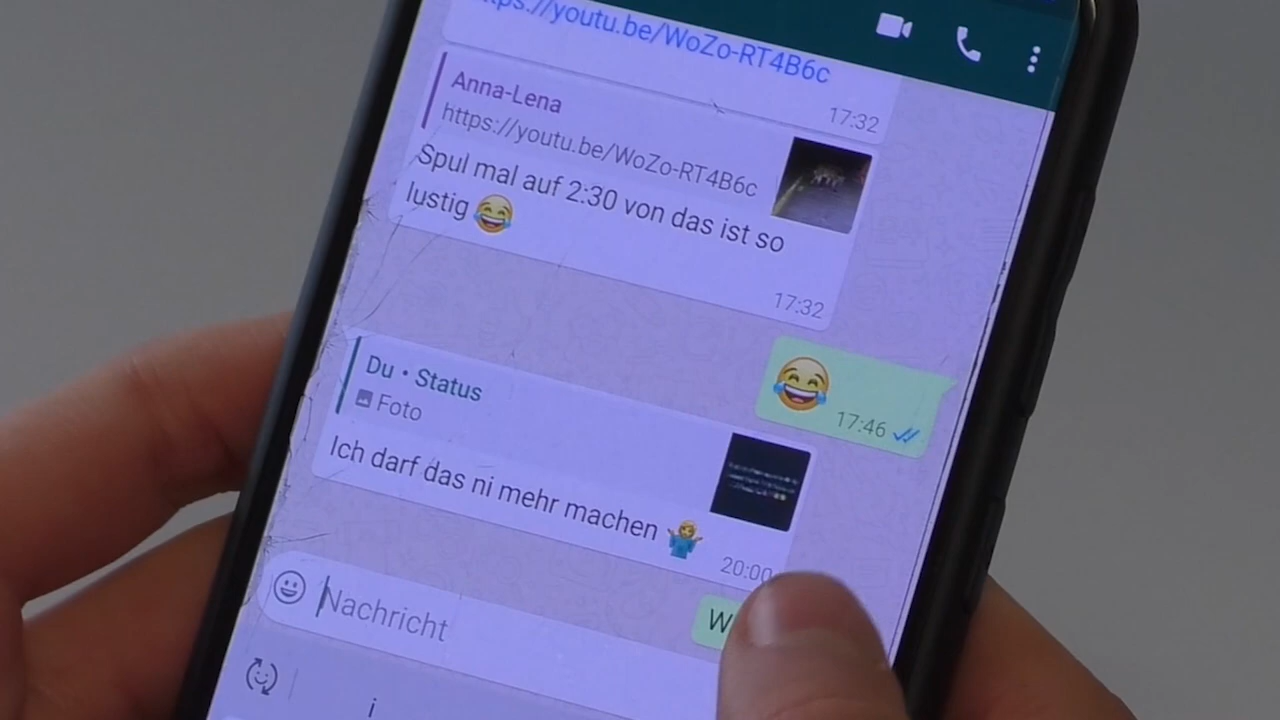 https://youtu.be/WoZo-RT4B6c
17:32
Anna-Lena
https://youtu.be/WoZo-RT4B6c
Spul mal auf 2:30 von das ist so
lustig 😂
17:32
😂 17:46
Du • Status
Foto
Ich darf das ni mehr machen 🤷‍♀️
20:00
W
Nachricht
i